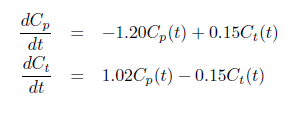 dC_p/dt = −1.20C_p(t) + 0.15C_t(t)
dC_t/dt = 1.02C_p(t) − 0.15C_t(t)